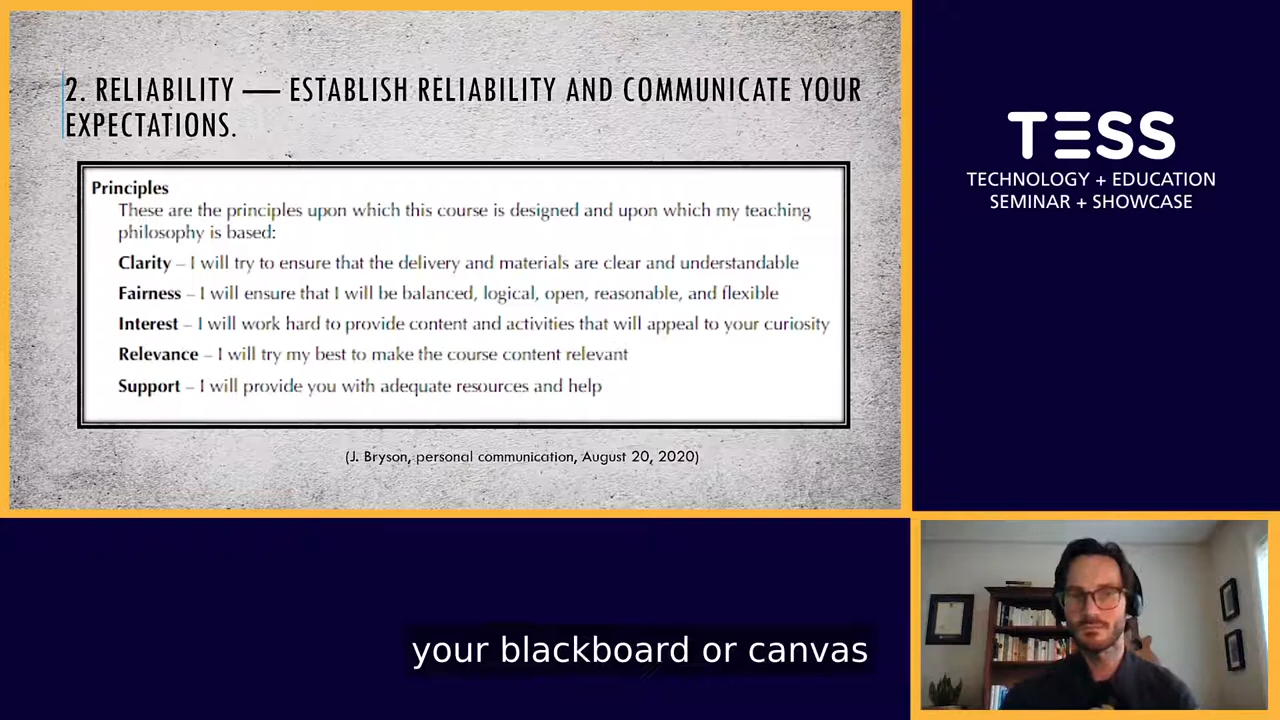 2. RELIABILITY — ESTABLISH RELIABILITY AND COMMUNICATE YOUR
EXPECTATIONS.
Principles
These are the principles upon which this course is designed and upon which my teaching
philosophy is based:
Clarity – I will try to ensure that the delivery and materials are clear and understandable
Fairness – I will ensure that I will be balanced, logical, open, reasonable, and flexible
Interest – I will work hard to provide content and activities that will appeal to your curiosity
Relevance – I will try my best to make the course content relevant
Support – I will provide you with adequate resources and help
(J. Bryson, personal communication, August 20, 2020)
TESS
TECHNOLOGY + EDUCATION
SEMINAR + SHOWCASE
your blackboard or canvas